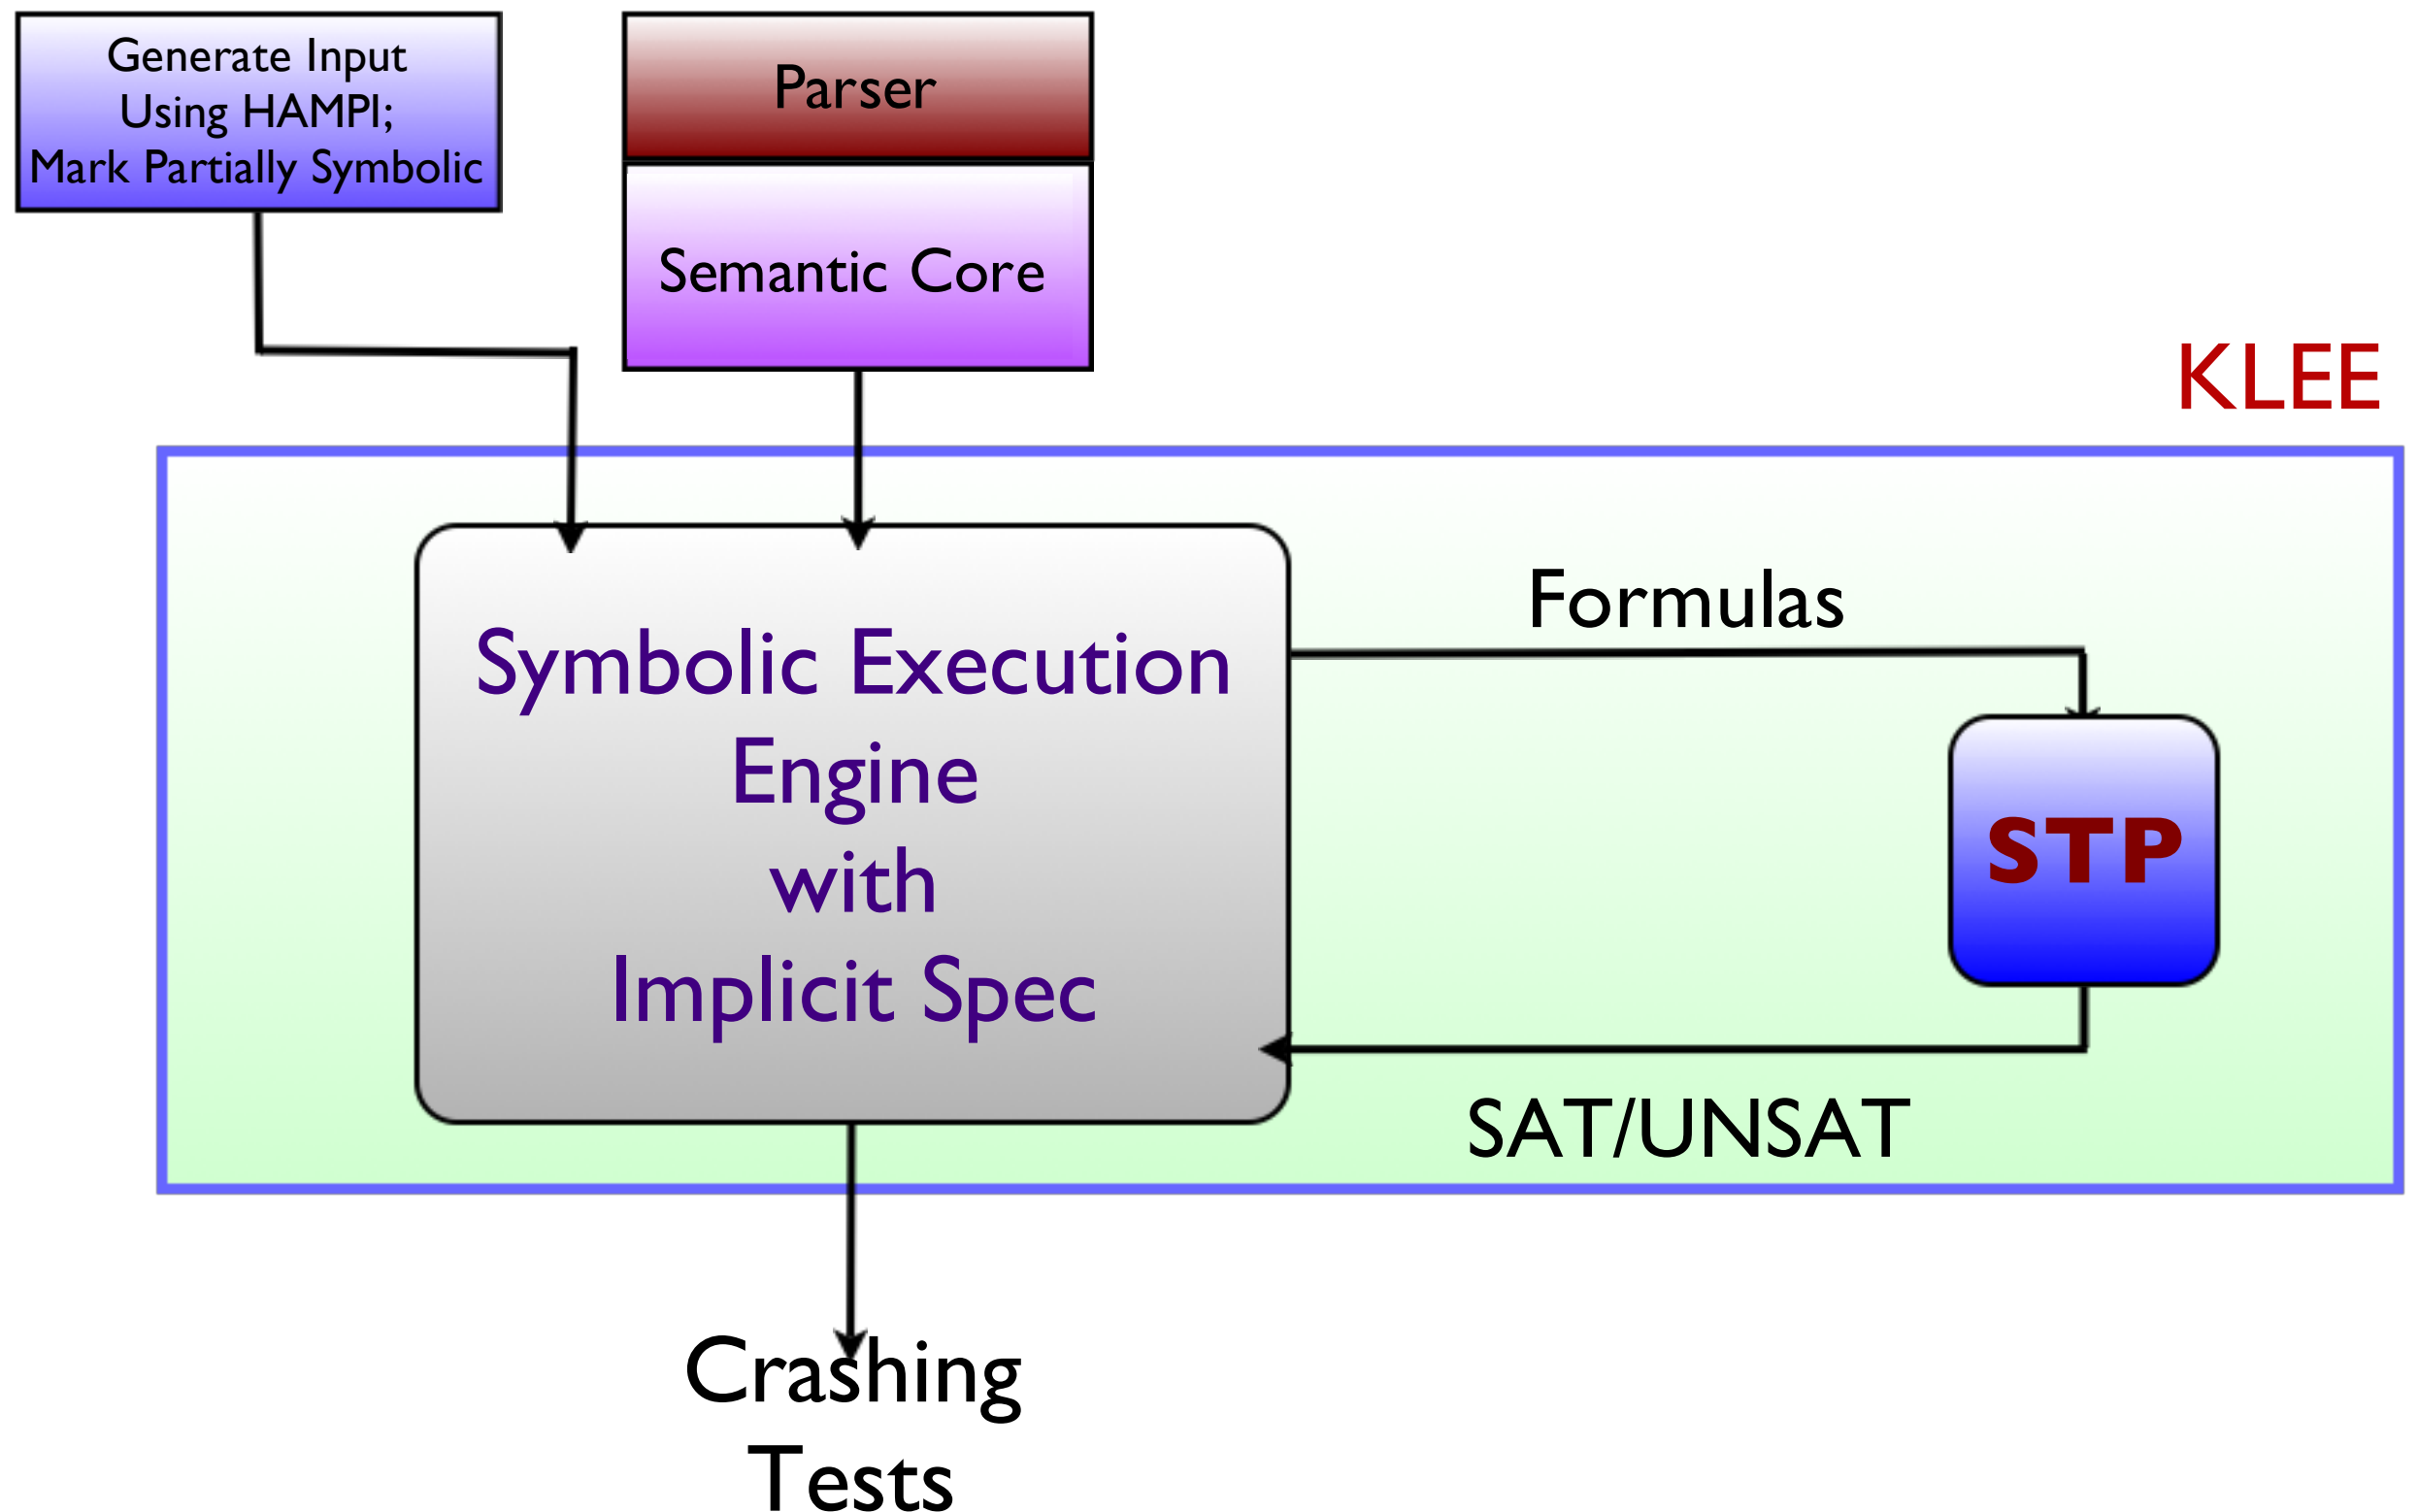 Generate Input
Using HAMPI;
Mark Partially Symbolic
Parser
Semantic Core
KLEE
Symbolic Execution
Engine
with
Implicit Spec
Formulas
STP
SAT/UNSAT
Crashing
Tests